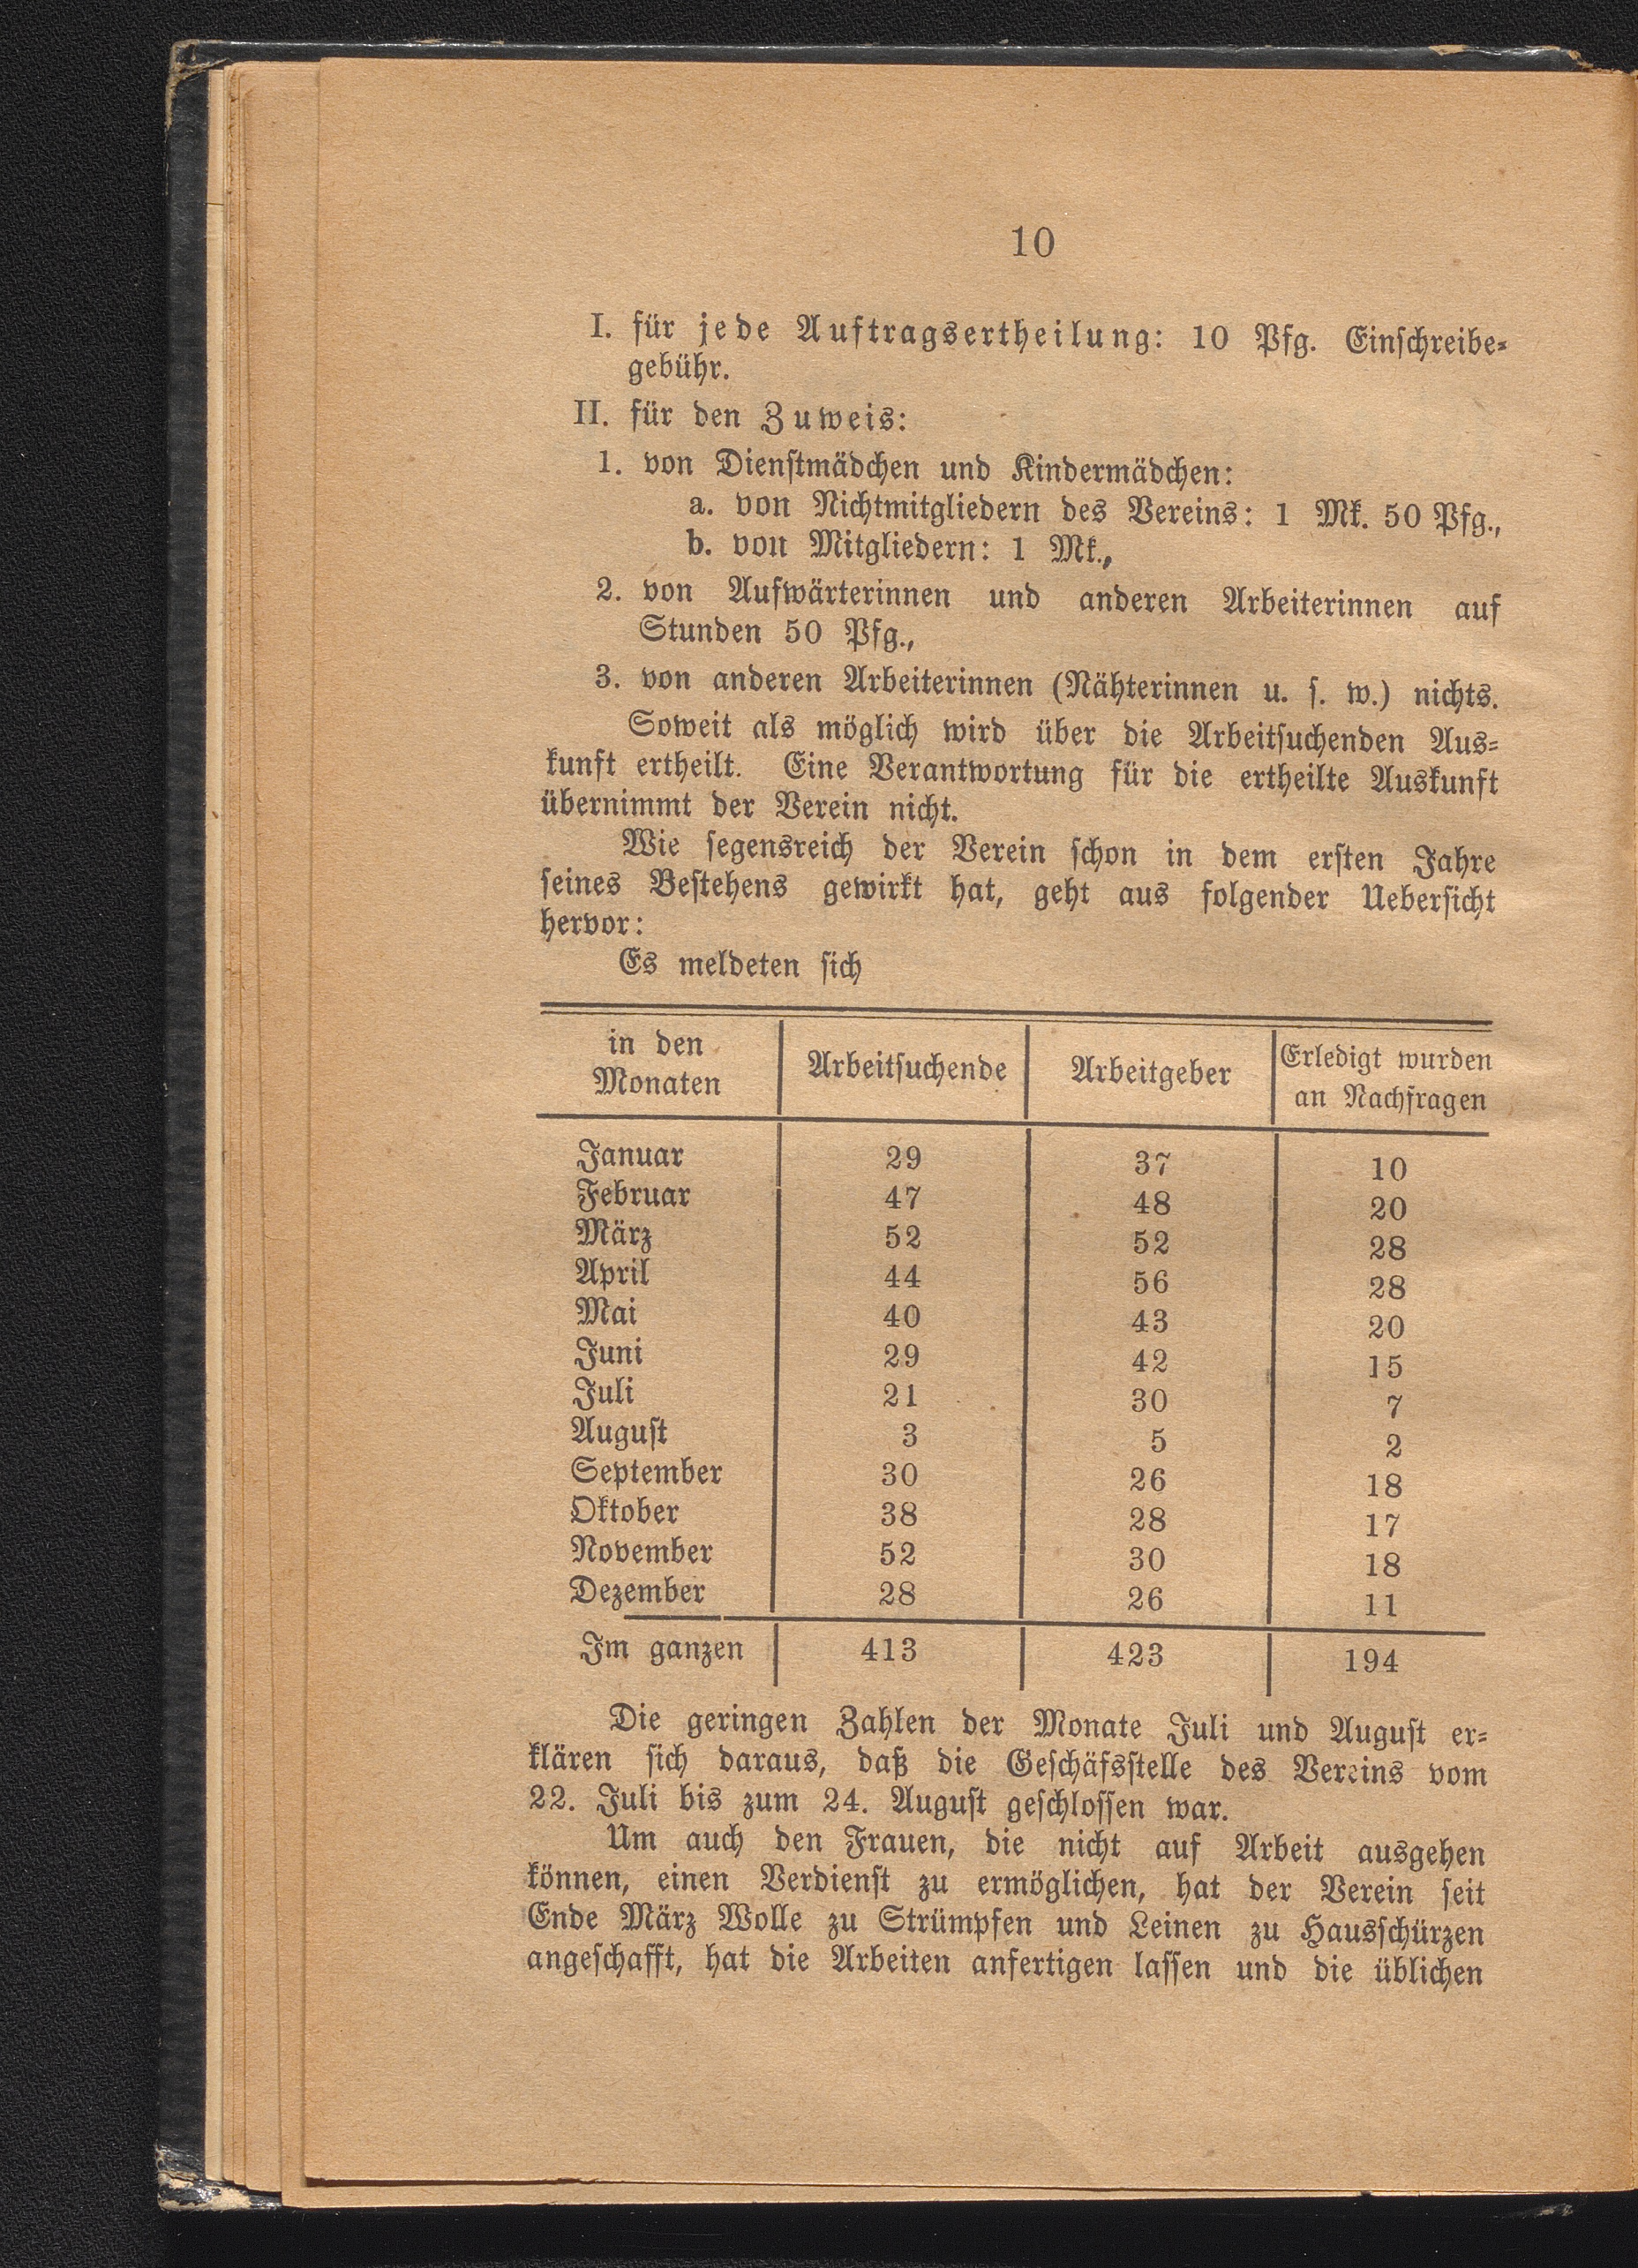 10
I. für jede Auftragsertheilung: 10 Pfg. Einschreibe-
gebühr.
II. für den Zuweis:
1. von Dienstmädchen und Kindermädchen:
a. von Nichtmitgliedern des Vereins: 1 Mk. 50 Pfg.,
b. von Mitgliedern: 1 Mk.,
2. von Aufwärterinnen und anderen Arbeiterinnen auf
Stunden 50 Pfg.,
3. von anderen Arbeiterinnen (Nähterinnen u. s. w.) nichts.
Soweit als möglich wird über die Arbeitsuchenden Aus-
kunft ertheilt. Eine Verantwortung für die ertheilte Auskunft
übernimmt der Verein nicht.
Wie segensreich der Verein schon in dem ersten Jahre
seines Bestehens gewirkt hat, geht aus folgender Uebersicht
hervor:
Es meldeten sich
in den Monaten | Arbeitsuchende | Arbeitgeber | Erledigt wurden an Nachfragen
Januar 29 37 10
Februar 47 48 20
März 52 52 28
April 44 56 28
Mai 40 43 20
Juni 29 42 15
Juli 21 30 7
August 3 5 2
September 30 26 18
Oktober 38 28 17
November 52 30 18
Dezember 28 26 11
Im ganzen 413 423 194
Die geringen Zahlen der Monate Juli und August er-
klären sich daraus, daß die Geschäfsstelle des Vereins vom
22. Juli bis zum 24. August geschlossen war.
Um auch den Frauen, die nicht auf Arbeit ausgehen
können, einen Verdienst zu ermöglichen, hat der Verein seit
Ende März Wolle zu Strümpfen und Leinen zu Hausschürzen
angeschafft, hat die Arbeiten anfertigen lassen und die üblichen